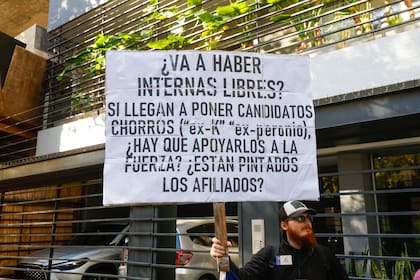 ¿VA A HABER
INTERNAS LIBRES?
SI LLEGAN A PONER CANDIDATOS
CHORROS ("ex-K" "ex-peronio),
¿HAY QUE APOYARLOS A LA
FUERZA? ¿ESTAN PINTADOS
LOS AFILIADOS?